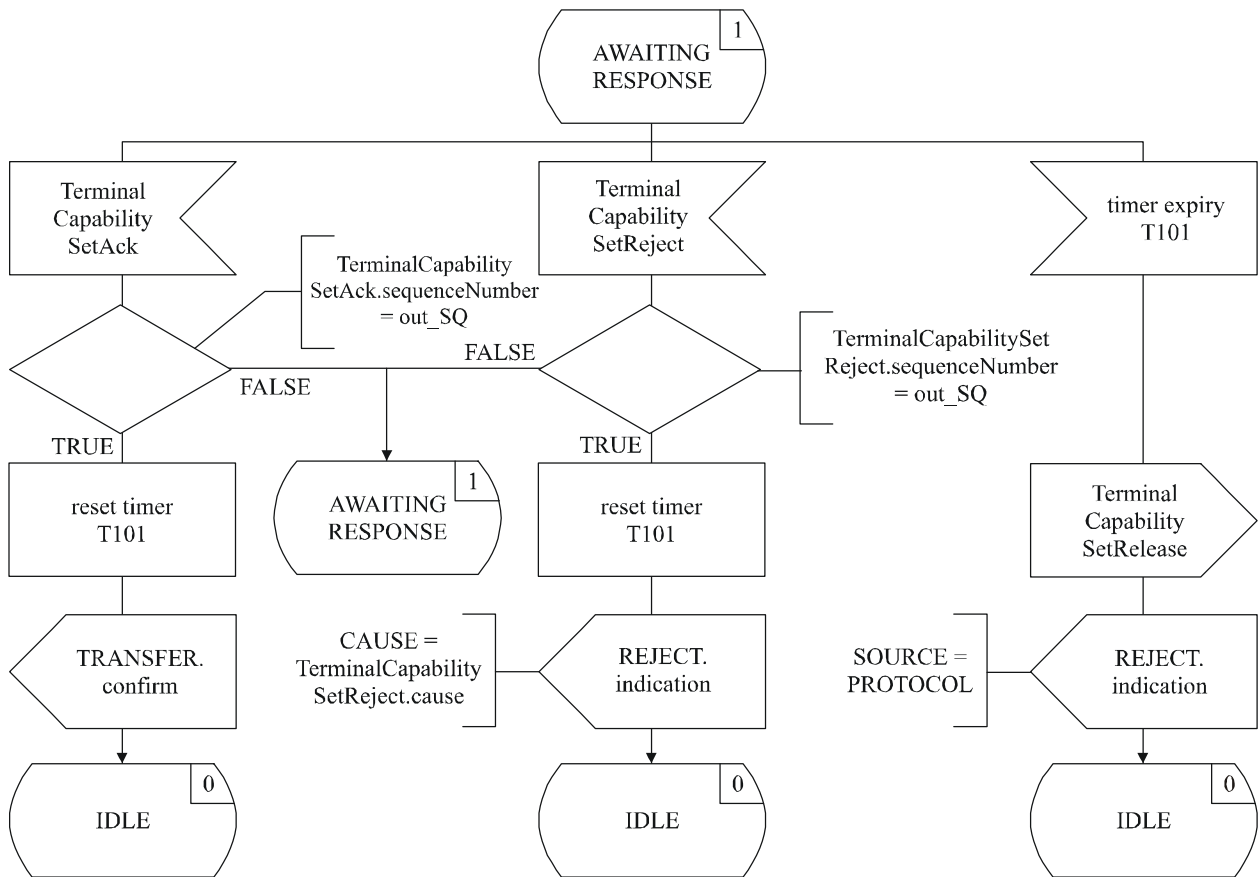 1
AWAITING
RESPONSE
Terminal
Capability
SetAck
Terminal
Capability
SetReject
timer expiry
T101
TerminalCapability
SetAck.sequenceNumber
= out_SQ
TerminalCapabilitySet
Reject.sequenceNumber
= out_SQ
FALSE
FALSE
TRUE
TRUE
reset timer
T101
1
AWAITING
RESPONSE
reset timer
T101
Terminal
Capability
SetRelease
TRANSFER.
confirm
CAUSE =
TerminalCapability
SetReject.cause
REJECT.
indication
SOURCE =
PROTOCOL
REJECT.
indication
0
IDLE
0
IDLE
0
IDLE